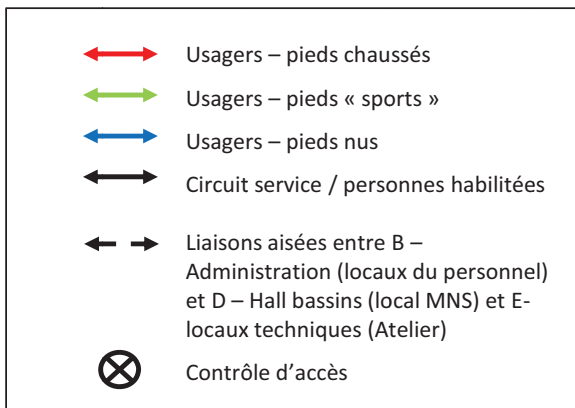 Usagers – pieds chaussés
Usagers – pieds « sports »
Usagers – pieds nus
Circuit service / personnes habilitées
Liaisons aisées entre B –
Administration (locaux du personnel)
et D – Hall bassins (local MNS) et E-
locaux techniques (Atelier)
Contrôle d'accès